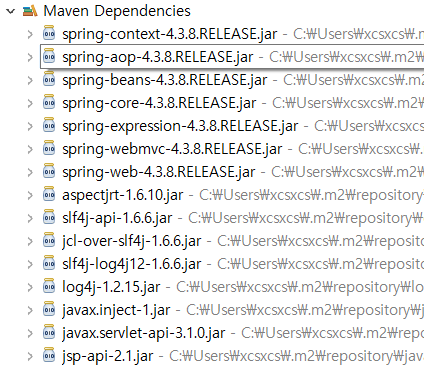 Maven Dependencies
spring-context-4.3.8.RELEASE.jar - C:₩Users₩xcsxcs₩.m
spring-aop-4.3.8.RELEASE.jar - C:₩Users₩xcsxcs₩.m2₩
spring-beans-4.3.8.RELEASE.jar - C:₩Users₩xcsxcs₩.m2
spring-core-4.3.8.RELEASE.jar - C:₩Users₩xcsxcs₩.m2₩
spring-expression-4.3.8.RELEASE.jar - C:₩Users₩xcsxcs
spring-webmvc-4.3.8.RELEASE.jar - C:₩Users₩xcsxcs₩.
spring-web-4.3.8.RELEASE.jar - C:₩Users₩xcsxcs₩.m2₩
aspectjrt-1.6.10.jar - C:₩Users₩xcsxcs₩.m2₩repository
slf4j-api-1.6.6.jar - C:₩Users₩xcsxcs₩.m2₩repository₩
jcl-over-slf4j-1.6.6.jar - C:₩Users₩xcsxcs₩.m2₩reposit
slf4j-log4j12-1.6.6.jar - C:₩Users₩xcsxcs₩.m2₩reposit
log4j-1.2.15.jar - C:₩Users₩xcsxcs₩.m2₩repository₩lo
javax.inject-1.jar - C:₩Users₩xcsxcs₩.m2₩repository₩j
javax.servlet-api-3.1.0.jar - C:₩Users₩xcsxcs₩.m2₩rep
jsp-api-2.1.jar - C:₩Users₩xcsxcs₩.m2₩repository₩jav